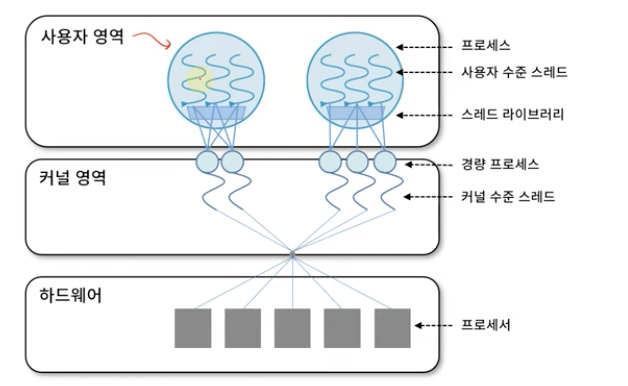 사용자 영역
프로세스
사용자 수준 스레드
스레드 라이브러리
커널 영역
경량 프로세스
커널 수준 스레드
하드웨어
프로세서